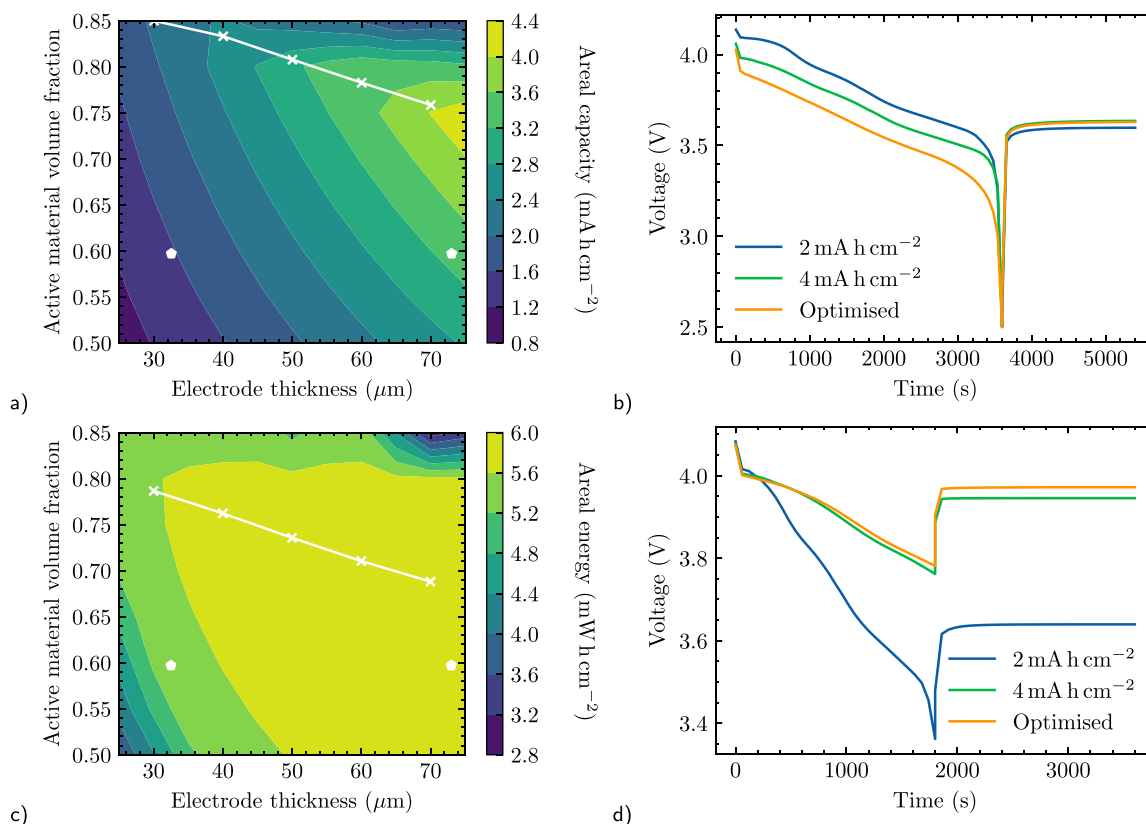 0.85
0.80
0.75
0.70
0.65
0.60
0.55
0.50
30 40 50 60 70
Electrode thickness (μm)
Active material volume fraction
4.4
4.0
3.6
3.2
2.8
2.4
2.0
1.6
1.2
0.8
Areal capacity (mA h cm⁻²)
a)
4.0
3.5
3.0
2.5
Voltage (V)
2 mA h cm⁻²
4 mA h cm⁻²
Optimised
0 1000 2000 3000 4000 5000
Time (s)
b)
0.85
0.80
0.75
0.70
0.65
0.60
0.55
0.50
30 40 50 60 70
Electrode thickness (μm)
Active material volume fraction
6.0
5.6
5.2
4.8
4.4
4.0
3.6
3.2
2.8
Areal energy (mW h cm⁻²)
c)
4.0
3.8
3.6
3.4
Voltage (V)
2 mA h cm⁻²
4 mA h cm⁻²
Optimised
0 1000 2000 3000
Time (s)
d)